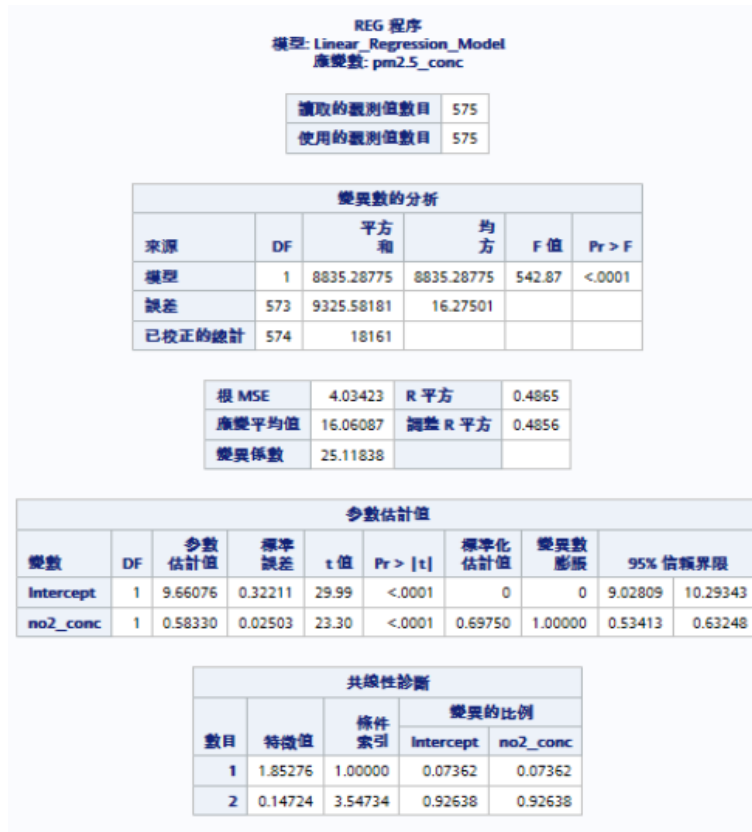 REG 程序
模型: Linear_Regression_Model
應變數: pm2.5_conc
讀取的觀測值數目 575
使用的觀測值數目 575
變異數的分析
來源 DF 平方和 均方 F 值 Pr > F
模型 1 8835.28775 8835.28775 542.87 <.0001
誤差 573 9325.58181 16.27501
已校正的總計 574 18161
根 MSE 4.03423 R 平方 0.4865
應變平均值 16.06087 調整 R 平方 0.4856
變異係數 25.11838
參數估計值
變數 DF 參數估計值 標準誤差 t 值 Pr > |t| 標準化估計值 變異數膨脹 95% 信賴界限
Intercept 1 9.66076 0.32211 29.99 <.0001 0 0 9.02809 10.29343
no2_conc 1 0.58330 0.02503 23.30 <.0001 0.69750 1.00000 0.53413 0.63248
共線性診斷
數目 特徵值 條件索引 變異的比例
Intercept no2_conc
1 1.85276 1.00000 0.07362 0.07362
2 0.14724 3.54734 0.92638 0.92638